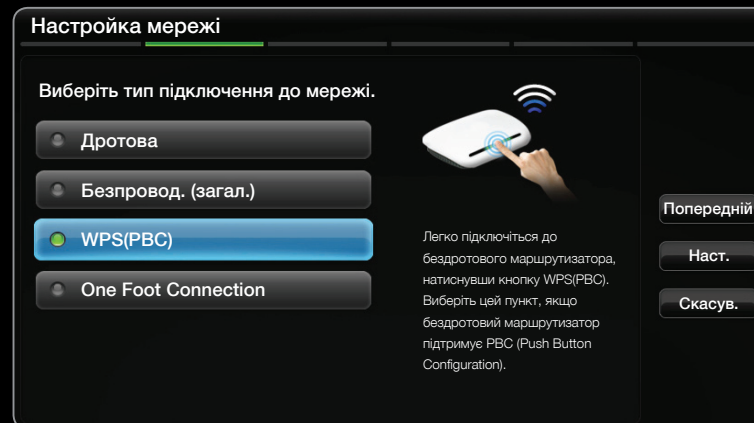 Настройка мережі
Виберіть тип підключення до мережі.
Дротова
Безпровод. (загал.)
WPS(PBC)
One Foot Connection
Легко підключіться до
бездротового маршрутизатора,
натиснувши кнопку WPS(PBC).
Виберіть цей пункт, якщо
бездротовий маршрутизатор
підтримує PBC (Push Button
Configuration).
Попередній
Наст.
Скасув.